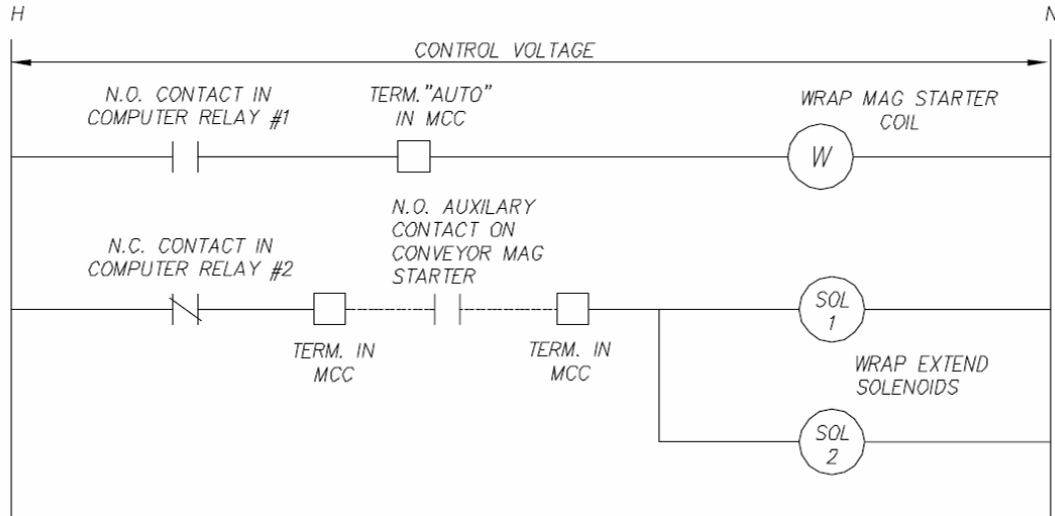 H
N
CONTROL VOLTAGE
N.O. CONTACT IN
COMPUTER RELAY #1
TERM."AUTO"
IN MCC
WRAP MAG STARTER
COIL
W
N.O. AUXILARY
CONTACT ON
CONVEYOR MAG
STARTER
N.C. CONTACT IN
COMPUTER RELAY #2
TERM. IN
MCC
TERM. IN
MCC
SOL
1
WRAP EXTEND
SOLENOIDS
SOL
2